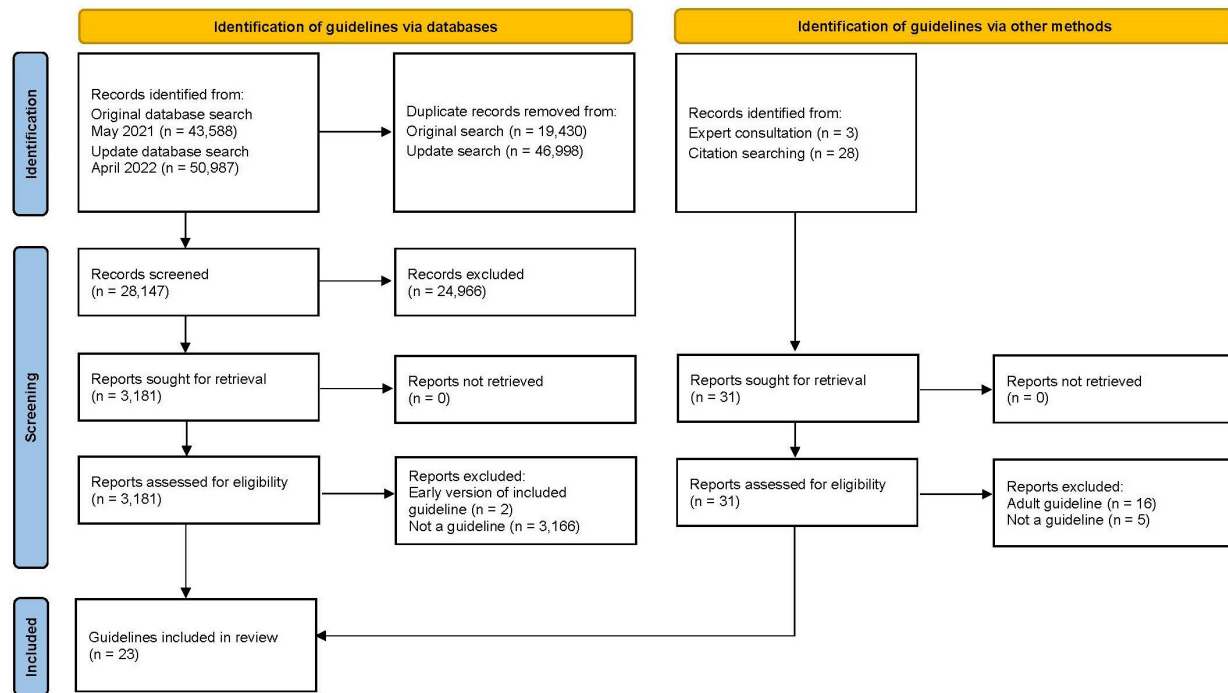 Identification of guidelines via databases
Identification of guidelines via other methods
Identification
Records identified from:
Original database search
May 2021 (n = 43,588)
Update database search
April 2022 (n = 50,987)
Duplicate records removed from:
Original search (n = 19,430)
Update search (n = 46,998)
Records identified from:
Expert consultation (n = 3)
Citation searching (n = 28)
Screening
Records screened
(n = 28,147)
Records excluded
(n = 24,966)
Reports sought for retrieval
(n = 3,181)
Reports not retrieved
(n = 0)
Reports sought for retrieval
(n = 31)
Reports not retrieved
(n = 0)
Reports assessed for eligibility
(n = 3,181)
Reports excluded:
Early version of included
guideline (n = 2)
Not a guideline (n = 3,166)
Reports assessed for eligibility
(n = 31)
Reports excluded:
Adult guideline (n = 16)
Not a guideline (n = 5)
Included
Guidelines included in review
(n = 23)